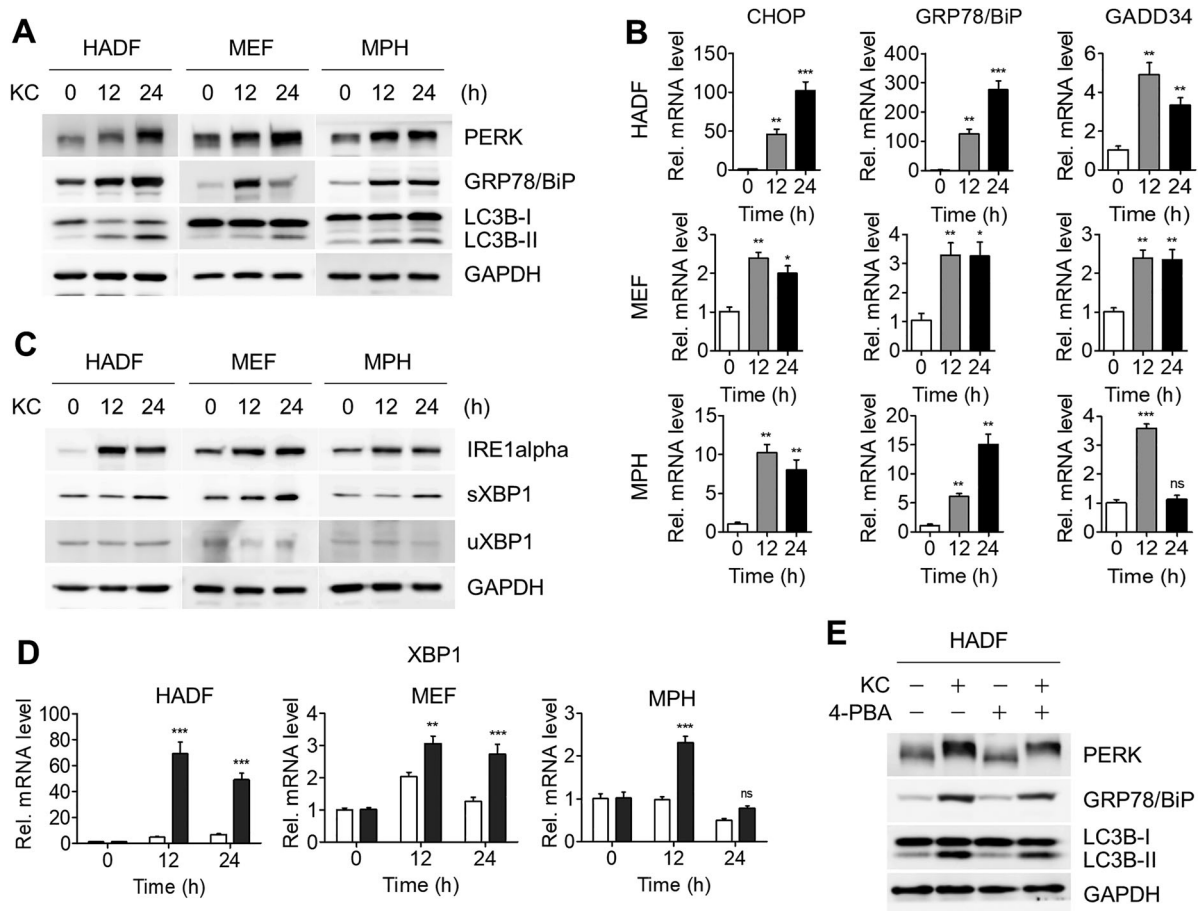 A
HADF MEF MPH
KC 0 12 24 0 12 24 0 12 24 (h)
PERK
GRP78/BiP
LC3B-I
LC3B-II
GAPDH
B
CHOP GRP78/BiP GADD34
HADF
Rel. mRNA level
150
100
50
0
**
***
0 12 24
Time (h)
Rel. mRNA level
400
300
200
100
0
**
***
0 12 24
Time (h)
Rel. mRNA level
6
4
2
0
**
**
0 12 24
Time (h)
MEF
Rel. mRNA level
3
2
1
0
**
*
0 12 24
Time (h)
Rel. mRNA level
4
3
2
1
0
**
*
0 12 24
Time (h)
Rel. mRNA level
3
2
1
0
**
**
0 12 24
Time (h)
MPH
Rel. mRNA level
15
10
5
0
**
**
0 12 24
Time (h)
Rel. mRNA level
20
15
10
5
0
**
**
0 12 24
Time (h)
Rel. mRNA level
4
3
2
1
0
***
ns
0 12 24
Time (h)
C
HADF MEF MPH
KC 0 12 24 0 12 24 0 12 24 (h)
IRE1alpha
sXBP1
uXBP1
GAPDH
D
XBP1
HADF
Rel. mRNA level
100
80
60
40
20
0
***
***
0 12 24
Time (h)
MEF
Rel. mRNA level
4
3
2
1
0
**
***
0 12 24
Time (h)
MPH
Rel. mRNA level
3
2
1
0
***
ns
0 12 24
Time (h)
E
HADF
KC − + − +
4-PBA − − + +
PERK
GRP78/BiP
LC3B-I
LC3B-II
GAPDH